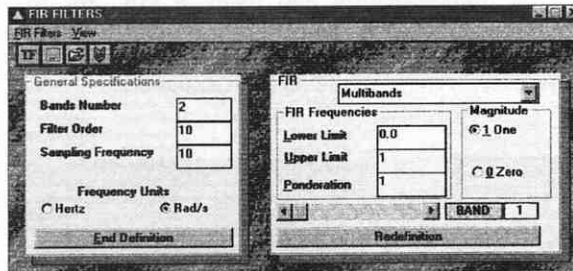 FIR FILTERS
FIR Filters View
TF
General Specifications
Bands Number 2
Filter Order 10
Sampling Frequency 10
Frequency Units
Hertz Rad/s
End Definition
FIR
Multibands
FIR Frequencies
Lower Limit 0.0
Upper Limit 1
Ponderation 1
Magnitude
1 One
0 Zero
BAND 1
Redefinition